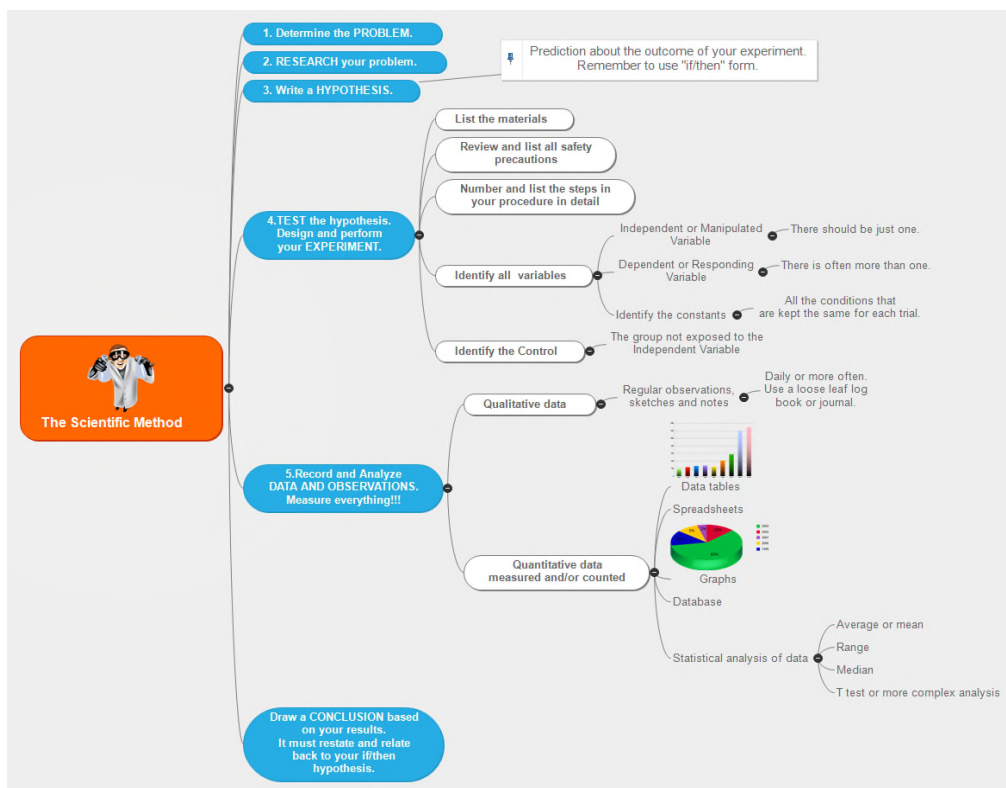 1. Determine the PROBLEM.
2. RESEARCH your problem.
3. Write a HYPOTHESIS.
Prediction about the outcome of your experiment.
Remember to use "if/then" form.
4.TEST the hypothesis.
Design and perform
your EXPERIMENT.
List the materials
Review and list all safety
precautions
Number and list the steps in
your procedure in detail
Identify all variables
Independent or Manipulated
Variable
There should be just one.
Dependent or Responding
Variable
There is often more than one.
Identify the constants
All the conditions that
are kept the same for each trial.
Identify the Control
The group not exposed to the
Independent Variable
The Scientific Method
5.Record and Analyze
DATA AND OBSERVATIONS.
Measure everything!!!
Qualitative data
Regular observations,
sketches and notes
Daily or more often.
Use a loose leaf log
book or journal.
Quantitative data
measured and/or counted
Data tables
Spreadsheets
Graphs
Database
Statistical analysis of data
Average or mean
Range
Median
T test or more complex analysis
Draw a CONCLUSION based
on your results.
It must restate and relate
back to your if/then
hypothesis.